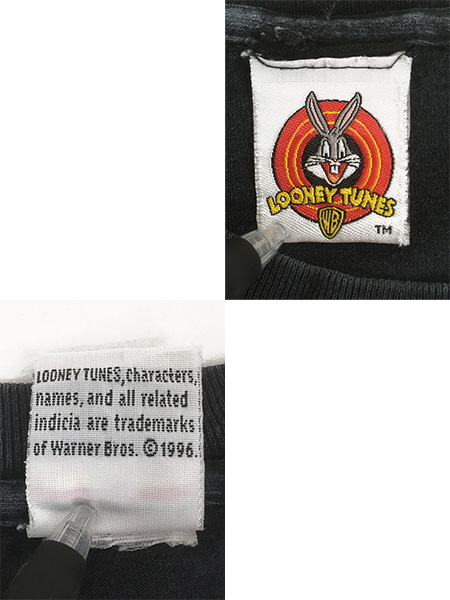 LOONEY TUNES
WB
TM
LOONEY TUNES, characters,
names, and all related
indicia are trademarks
of Warner Bros. ©1996.